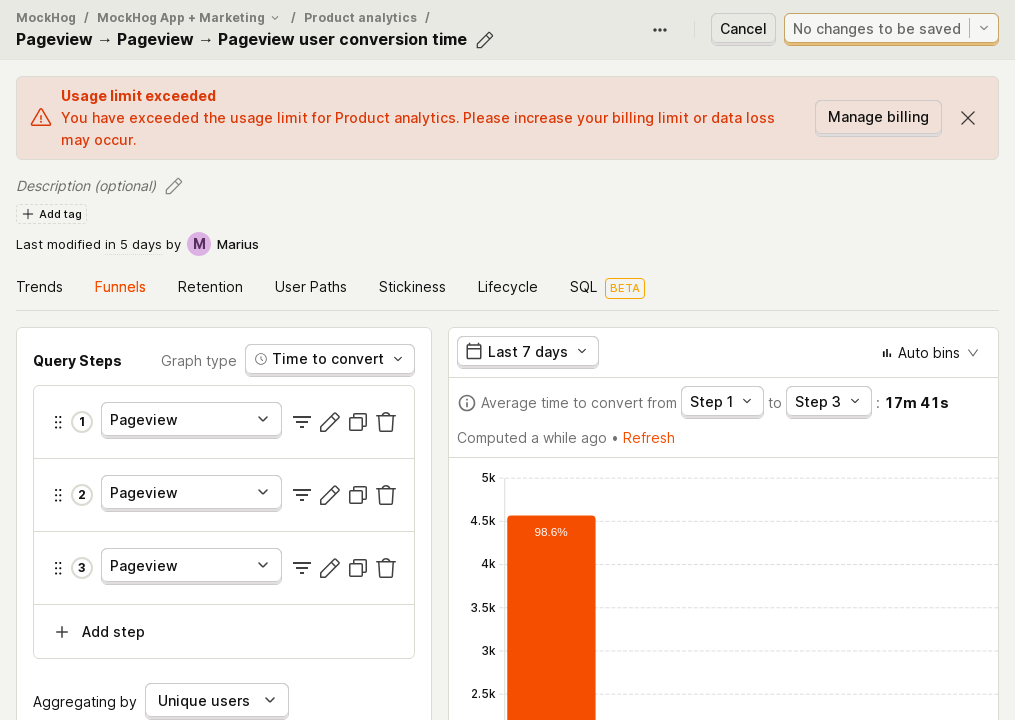 MockHog / MockHog App + Marketing / Product analytics /
Pageview → Pageview → Pageview user conversion time
Cancel
No changes to be saved
Usage limit exceeded
You have exceeded the usage limit for Product analytics. Please increase your billing limit or data loss
may occur.
Manage billing
Description (optional)
Add tag
Last modified in 5 days by M Marius
Trends Funnels Retention User Paths Stickiness Lifecycle SQL BETA
Query Steps Graph type Time to convert
1 Pageview
2 Pageview
3 Pageview
Add step
Aggregating by Unique users
Last 7 days Auto bins
Average time to convert from Step 1 to Step 3 : 17m 41s
Computed a while ago • Refresh
5k
4.5k
98.6%
4k
3.5k
3k
2.5k